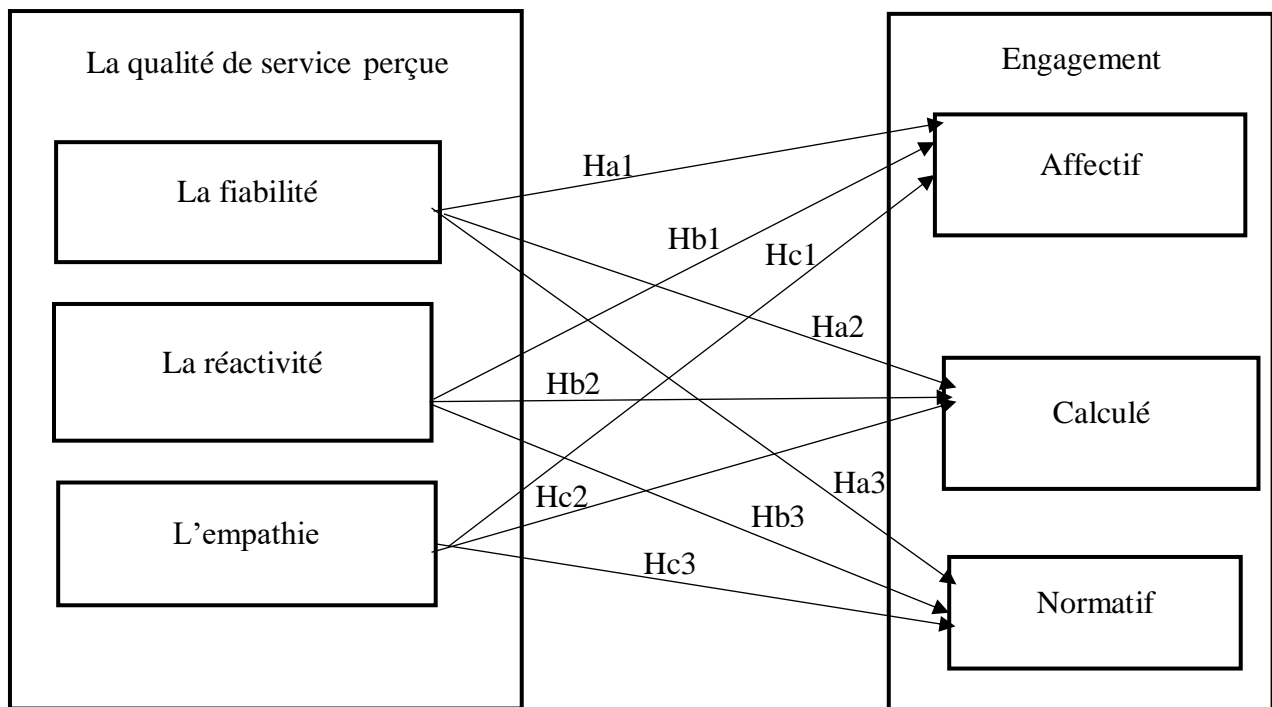 La qualité de service perçue
Engagement
La fiabilité
Ha1
Affectif
Hb1
Hc1
Ha2
La réactivité
Hb2
Calculé
Hc2
Ha3
L’empathie
Hb3
Hc3
Normatif